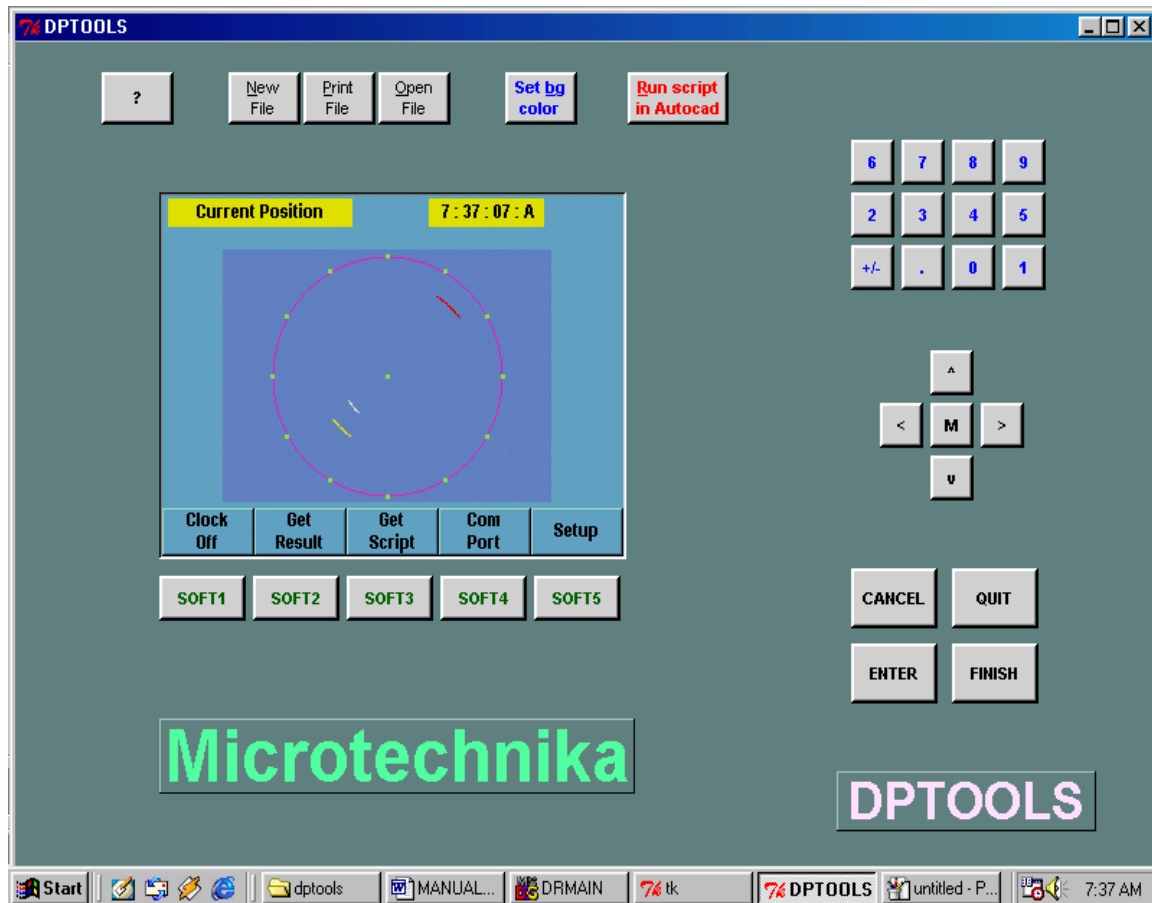 DPTOOLS
?
New
File
Print
File
Open
File
Set bg
color
Run script
in Autocad
6 7 8 9
2 3 4 5
+/- . 0 1
Current Position 7 : 37 : 07 : A
^
< M >
v
Clock
Off
Get
Result
Get
Script
Com
Port
Setup
SOFT1 SOFT2 SOFT3 SOFT4 SOFT5
CANCEL QUIT
ENTER FINISH
Microtechnika
DPTOOLS
Start dptools MANUAL... DRMAIN tk DPTOOLS untitled - P... 7:37 AM